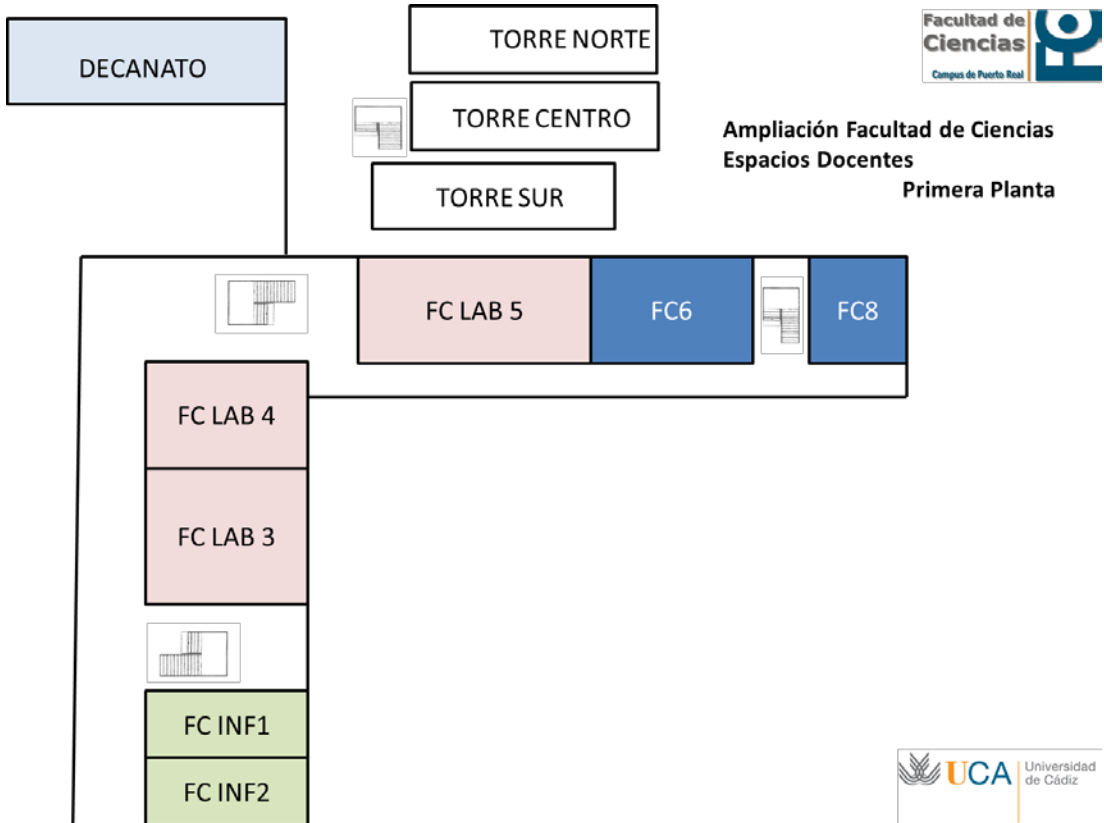 DECANATO
TORRE NORTE
TORRE CENTRO
TORRE SUR
Facultad de
Ciencias
Campus de Puerto Real
Ampliación Facultad de Ciencias
Espacios Docentes
Primera Planta
FC LAB 5
FC6
FC8
FC LAB 4
FC LAB 3
FC INF1
FC INF2
UCA
Universidad
de Cádiz